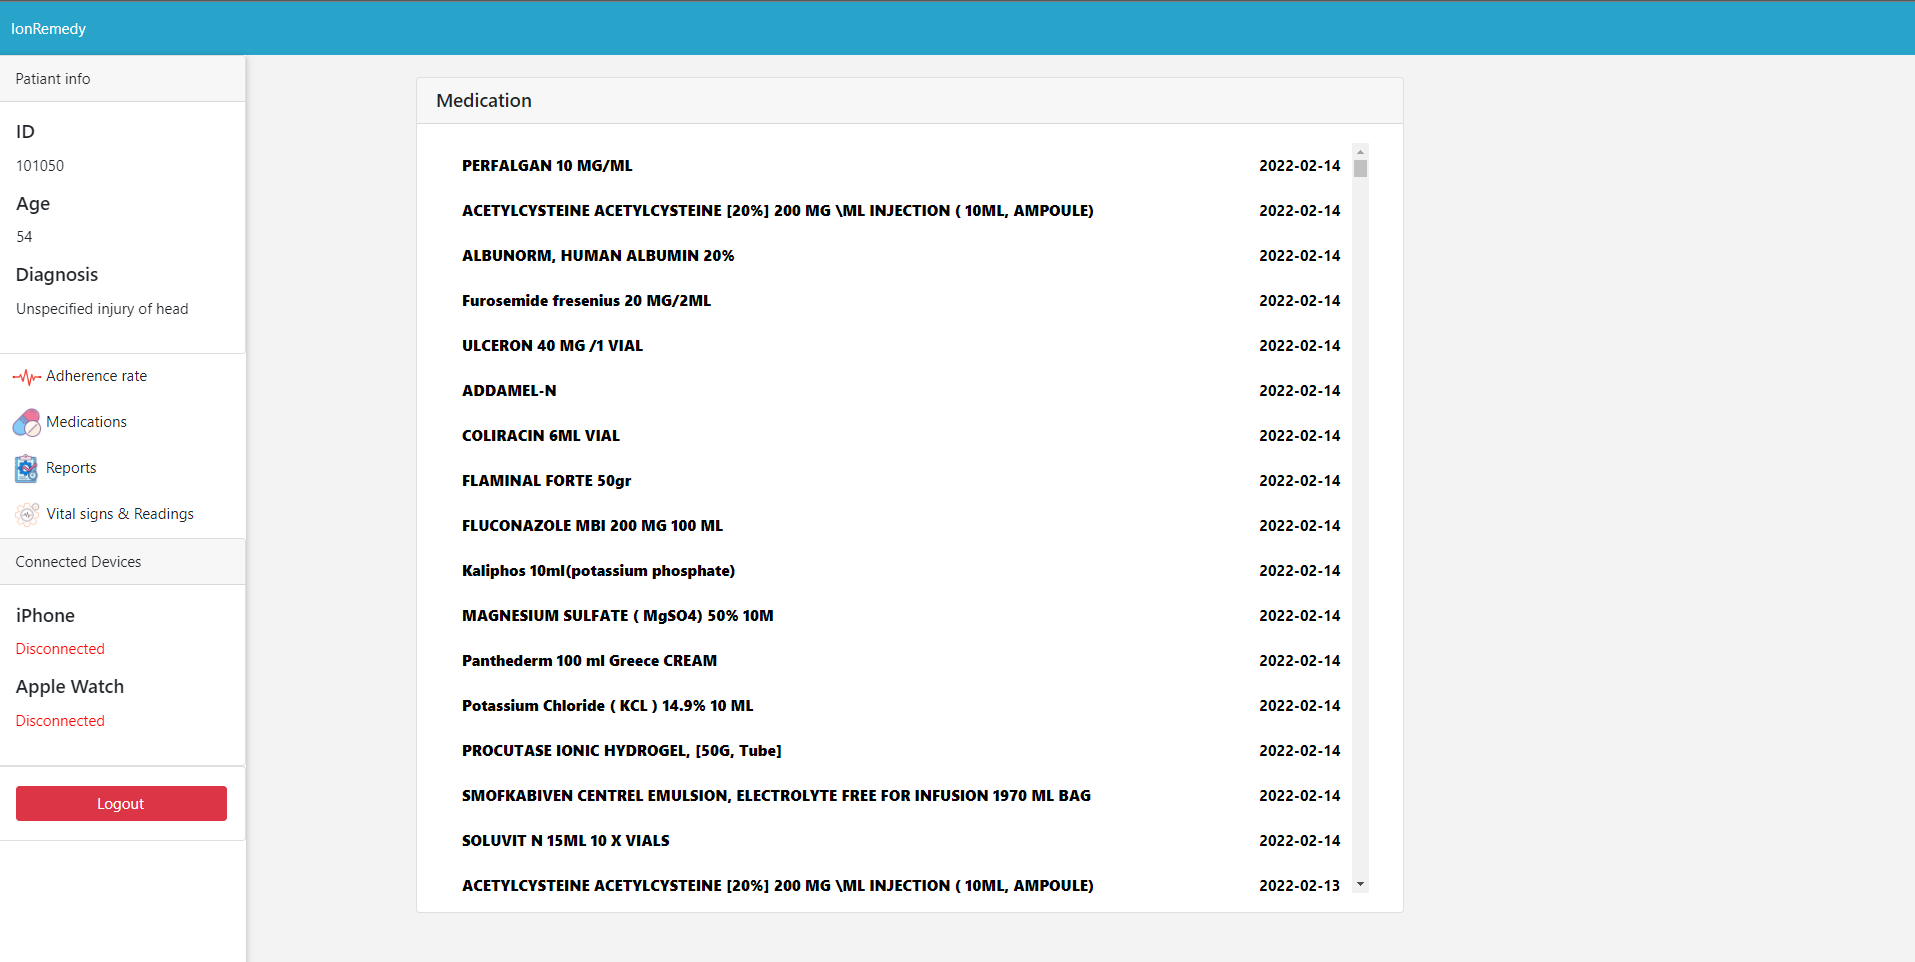 IonRemedy
Patiant info
ID
101050
Age
54
Diagnosis
Unspecified injury of head
Adherence rate
Medications
Reports
Vital signs & Readings
Connected Devices
iPhone
Disconnected
Apple Watch
Disconnected
Logout
Medication
PERFALGAN 10 MG/ML 2022-02-14
ACETYLCYSTEINE ACETYLCYSTEINE [20%] 200 MG \ML INJECTION ( 10ML, AMPOULE) 2022-02-14
ALBUNORM, HUMAN ALBUMIN 20% 2022-02-14
Furosemide fresenius 20 MG/2ML 2022-02-14
ULCERON 40 MG /1 VIAL 2022-02-14
ADDAMEL-N 2022-02-14
COLIRACIN 6ML VIAL 2022-02-14
FLAMINAL FORTE 50gr 2022-02-14
FLUCONAZOLE MBI 200 MG 100 ML 2022-02-14
Kaliphos 10ml(potassium phosphate) 2022-02-14
MAGNESIUM SULFATE ( MgSO4) 50% 10M 2022-02-14
Panthederm 100 ml Greece CREAM 2022-02-14
Potassium Chloride ( KCL ) 14.9% 10 ML 2022-02-14
PROCUTASE IONIC HYDROGEL, [50G, Tube] 2022-02-14
SMOFKABIVEN CENTREL EMULSION, ELECTROLYTE FREE FOR INFUSION 1970 ML BAG 2022-02-14
SOLUVIT N 15ML 10 X VIALS 2022-02-14
ACETYLCYSTEINE ACETYLCYSTEINE [20%] 200 MG \ML INJECTION ( 10ML, AMPOULE) 2022-02-13